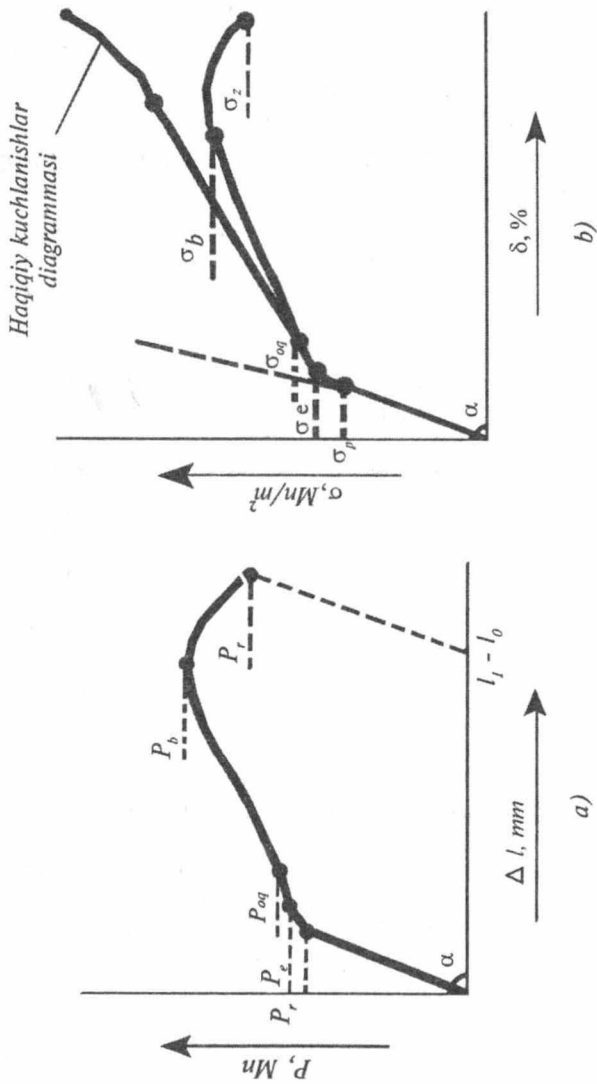 P, Mn
P_r
P_e
P_oq
P_b
P_r
α
l_1 - l_0
Δ l, mm
a)
Haqiqiy kuchlanishlar
diagrammasi
σ, Mn/m²
σ_p
σ e
σ_oq
σ_b
σ_z
α
δ, %
b)